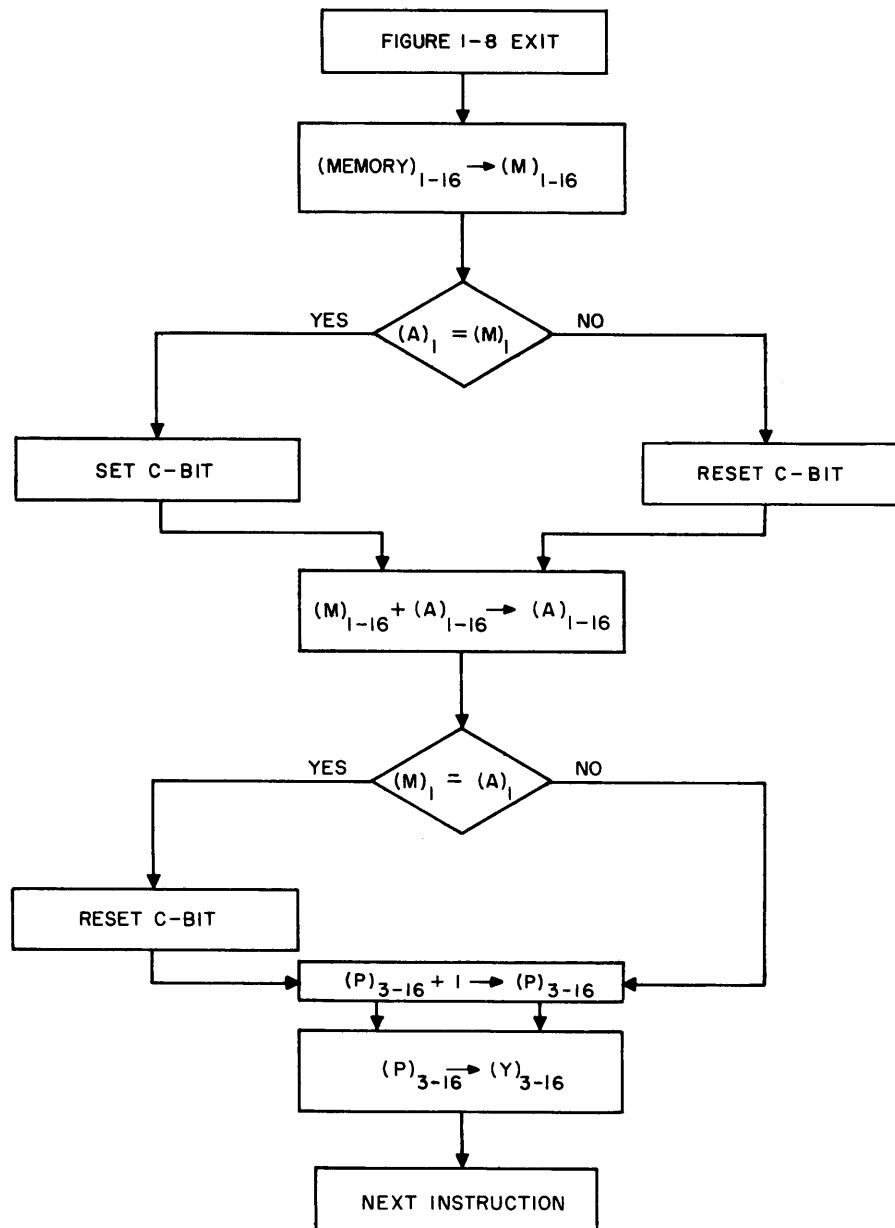 FIGURE 1-8 EXIT
(MEMORY)1-16 → (M)1-16
YES
(A)1 = (M)1
NO
SET C-BIT
RESET C-BIT
(M)1-16 + (A)1-16 → (A)1-16
YES
(M)1 = (A)1
NO
RESET C-BIT
(P)3-16 + 1 → (P)3-16
(P)3-16 → (Y)3-16
NEXT INSTRUCTION